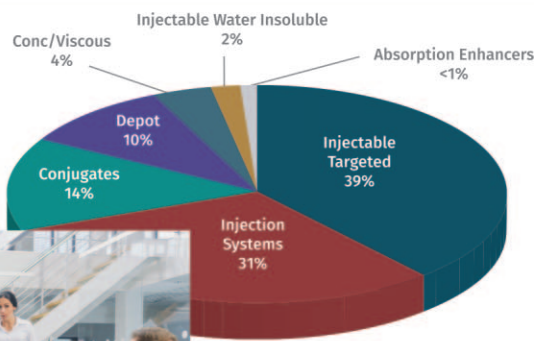 Injectable Water Insoluble
2%
Conc/Viscous
4%
Absorption Enhancers
<1%
Depot
10%
Injectable
Targeted
39%
Conjugates
14%
Injection
Systems
31%